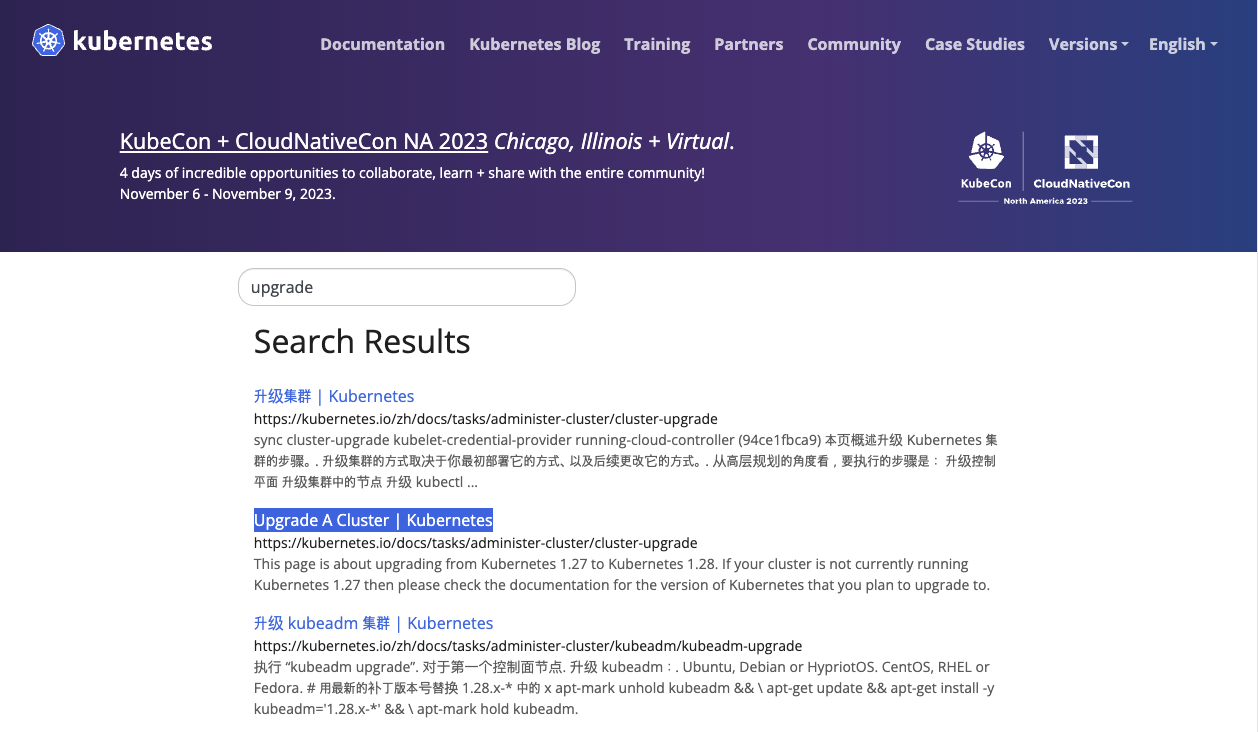 kubernetes
Documentation Kubernetes Blog Training Partners Community Case Studies Versions English
KubeCon + CloudNativeCon NA 2023 Chicago, Illinois + Virtual.
4 days of incredible opportunities to collaborate, learn + share with the entire community!
November 6 - November 9, 2023.
KubeCon CloudNativeCon
North America 2023
upgrade
Search Results
升级集群 | Kubernetes
https://kubernetes.io/zh/docs/tasks/administer-cluster/cluster-upgrade
sync cluster-upgrade kubelet-credential-provider running-cloud-controller (94ce1fbca9) 本页概述升级 Kubernetes 集
群的步骤。. 升级集群的方式取决于你最初部署它的方式、以及后续更改它的方式。. 从高层规划的角度看，要执行的步骤是： 升级控制
平面 升级集群中的节点 升级 kubectl ...
Upgrade A Cluster | Kubernetes
https://kubernetes.io/docs/tasks/administer-cluster/cluster-upgrade
This page is about upgrading from Kubernetes 1.27 to Kubernetes 1.28. If your cluster is not currently running
Kubernetes 1.27 then please check the documentation for the version of Kubernetes that you plan to upgrade to.
升级 kubeadm 集群 | Kubernetes
https://kubernetes.io/zh/docs/tasks/administer-cluster/kubeadm/kubeadm-upgrade
执行 “kubeadm upgrade”. 对于第一个控制面节点. 升级 kubeadm：. Ubuntu, Debian or HypriotOS. CentOS, RHEL or
Fedora. # 用最新的补丁版本号替换 1.28.x-* 中的 x apt-mark unhold kubeadm && \ apt-get update && apt-get install -y
kubeadm='1.28.x-*' && \ apt-mark hold kubeadm.